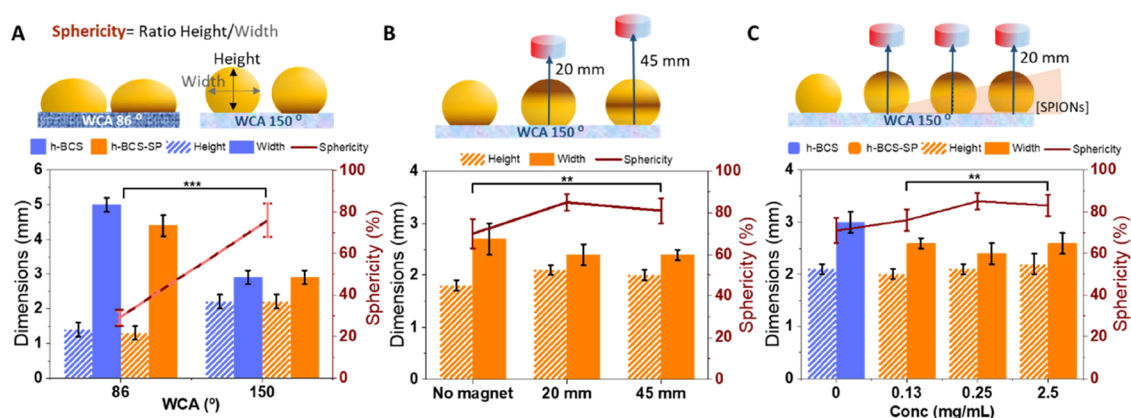 A
Sphericity= Ratio Height/Width
Height
Width
WCA 86 º
WCA 150 º
h-BCS
h-BCS-SP
Height
Width
Sphericity
***
Dimensions (mm)
6
5
4
3
2
1
0
Sphericity (%)
100
80
60
40
20
0
86
150
WCA (º)
B
20 mm
45 mm
WCA 150 º
Height
Width
Sphericity
**
Dimensions (mm)
4
3
2
1
0
Sphericity (%)
100
80
60
40
20
0
No magnet
20 mm
45 mm
C
20 mm
[SPIONs]
WCA 150 º
h-BCS
h-BCS-SP
Height
Width
Sphericity
**
Dimensions (mm)
4
3
2
1
0
Sphericity (%)
100
80
60
40
20
0
0
0.13
0.25
2.5
Conc (mg/mL)